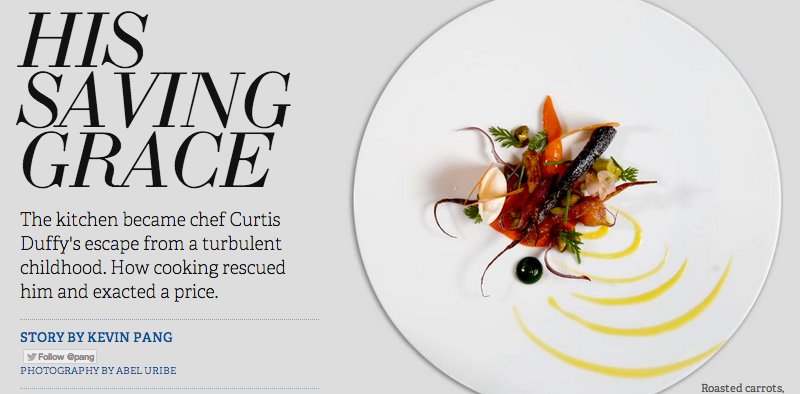 HIS
SAVING
GRACE
The kitchen became chef Curtis
Duffy's escape from a turbulent
childhood. How cooking rescued
him and exacted a price.
STORY BY KEVIN PANG
Follow @pang
PHOTOGRAPHY BY ABEL URIBE
Roasted carrots,